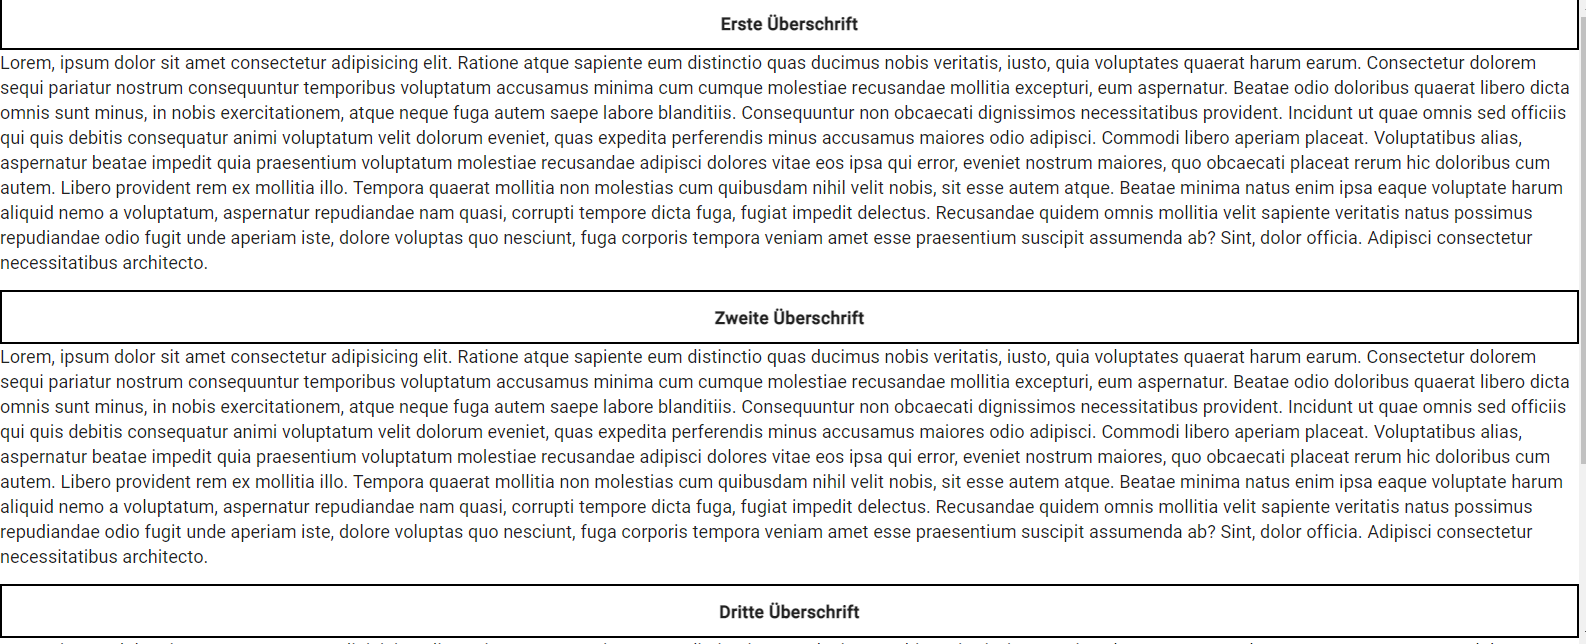 Erste Überschrift
Lorem, ipsum dolor sit amet consectetur adipisicing elit. Ratione atque sapiente eum distinctio quas ducimus nobis veritatis, iusto, quia voluptates quaerat harum earum. Consectetur dolorem
sequi pariatur nostrum consequuntur temporibus voluptatum accusamus minima cum cumque molestiae recusandae mollitia excepturi, eum aspernatur. Beatae odio doloribus quaerat libero dicta
omnis sunt minus, in nobis exercitationem, atque neque fuga autem saepe labore blanditiis. Consequuntur non obcaecati dignissimos necessitatibus provident. Incidunt ut quae omnis sed officiis
qui quis debitis consequatur animi voluptatum velit dolorum eveniet, quas expedita perferendis minus accusamus maiores odio adipisci. Commodi libero aperiam placeat. Voluptatibus alias,
aspernatur beatae impedit quia praesentium voluptatum molestiae recusandae adipisci dolores vitae eos ipsa qui error, eveniet nostrum maiores, quo obcaecati placeat rerum hic doloribus cum
autem. Libero provident rem ex mollitia illo. Tempora quaerat mollitia non molestias cum quibusdam nihil velit nobis, sit esse autem atque. Beatae minima natus enim ipsa eaque voluptate harum
aliquid nemo a voluptatum, aspernatur repudiandae nam quasi, corrupti tempore dicta fuga, fugiat impedit delectus. Recusandae quidem omnis mollitia velit sapiente veritatis natus possimus
repudiandae odio fugit unde aperiam iste, dolore voluptas quo nesciunt, fuga corporis tempora veniam amet esse praesentium suscipit assumenda ab? Sint, dolor officia. Adipisci consectetur
necessitatibus architecto.
Zweite Überschrift
Lorem, ipsum dolor sit amet consectetur adipisicing elit. Ratione atque sapiente eum distinctio quas ducimus nobis veritatis, iusto, quia voluptates quaerat harum earum. Consectetur dolorem
sequi pariatur nostrum consequuntur temporibus voluptatum accusamus minima cum cumque molestiae recusandae mollitia excepturi, eum aspernatur. Beatae odio doloribus quaerat libero dicta
omnis sunt minus, in nobis exercitationem, atque neque fuga autem saepe labore blanditiis. Consequuntur non obcaecati dignissimos necessitatibus provident. Incidunt ut quae omnis sed officiis
qui quis debitis consequatur animi voluptatum velit dolorum eveniet, quas expedita perferendis minus accusamus maiores odio adipisci. Commodi libero aperiam placeat. Voluptatibus alias,
aspernatur beatae impedit quia praesentium voluptatum molestiae recusandae adipisci dolores vitae eos ipsa qui error, eveniet nostrum maiores, quo obcaecati placeat rerum hic doloribus cum
autem. Libero provident rem ex mollitia illo. Tempora quaerat mollitia non molestias cum quibusdam nihil velit nobis, sit esse autem atque. Beatae minima natus enim ipsa eaque voluptate harum
aliquid nemo a voluptatum, aspernatur repudiandae nam quasi, corrupti tempore dicta fuga, fugiat impedit delectus. Recusandae quidem omnis mollitia velit sapiente veritatis natus possimus
repudiandae odio fugit unde aperiam iste, dolore voluptas quo nesciunt, fuga corporis tempora veniam amet esse praesentium suscipit assumenda ab? Sint, dolor officia. Adipisci consectetur
necessitatibus architecto.
Dritte Überschrift